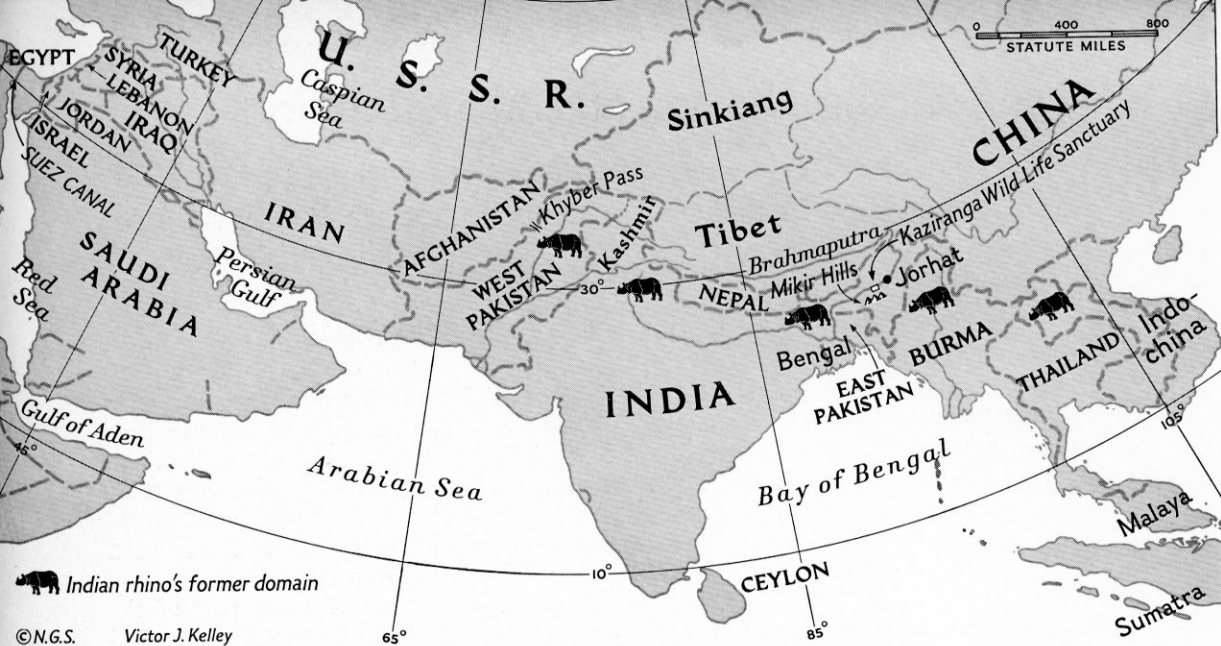 0 400 800
STATUTE MILES
EGYPT
SYRIA
TURKEY
LEBANON
JORDAN
IRAQ
ISRAEL
SUEZ CANAL
U. S. S. R.
Caspian
Sea
Sinkiang
CHINA
Kaziranga Wild Life Sanctuary
IRAN
AFGHANISTAN
Khyber Pass
Kashmir
Tibet
Brahmaputra
SAUDI
ARABIA
Persian
Gulf
Red
Sea
WEST
PAKISTAN
30°
NEPAL
Mikir Hills
Jorhat
Bengal
BURMA
THAILAND
Indo-
china
INDIA
EAST
PAKISTAN
105°
Gulf of Aden
45°
Arabian Sea
Bay of Bengal
Malaya
10°
CEYLON
Sumatra
Indian rhino's former domain
©N.G.S. Victor J. Kelley
65°
85°